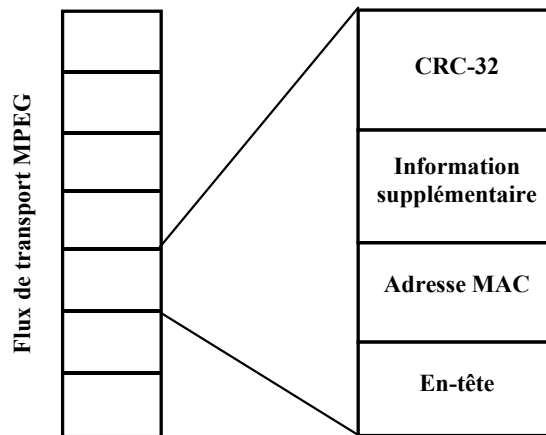 Flux de transport MPEG
CRC-32
Information
supplémentaire
Adresse MAC
En-tête